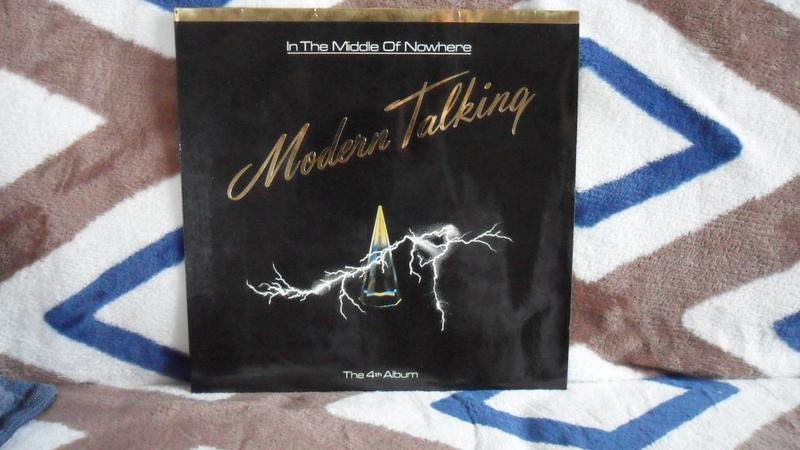 In The Middle Of Nowhere
Modern Talking
The 4th Album